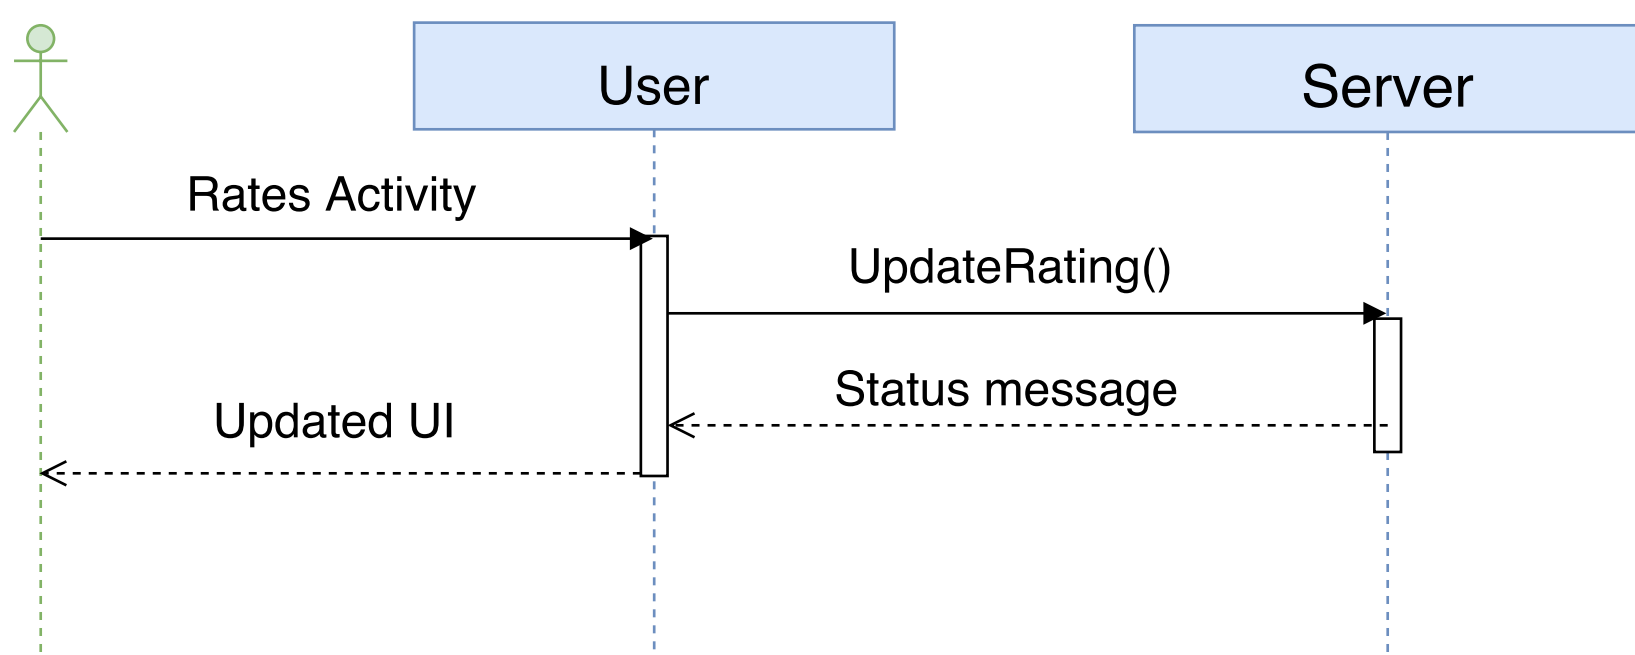 User
Server
Rates Activity
UpdateRating()
Status message
Updated UI